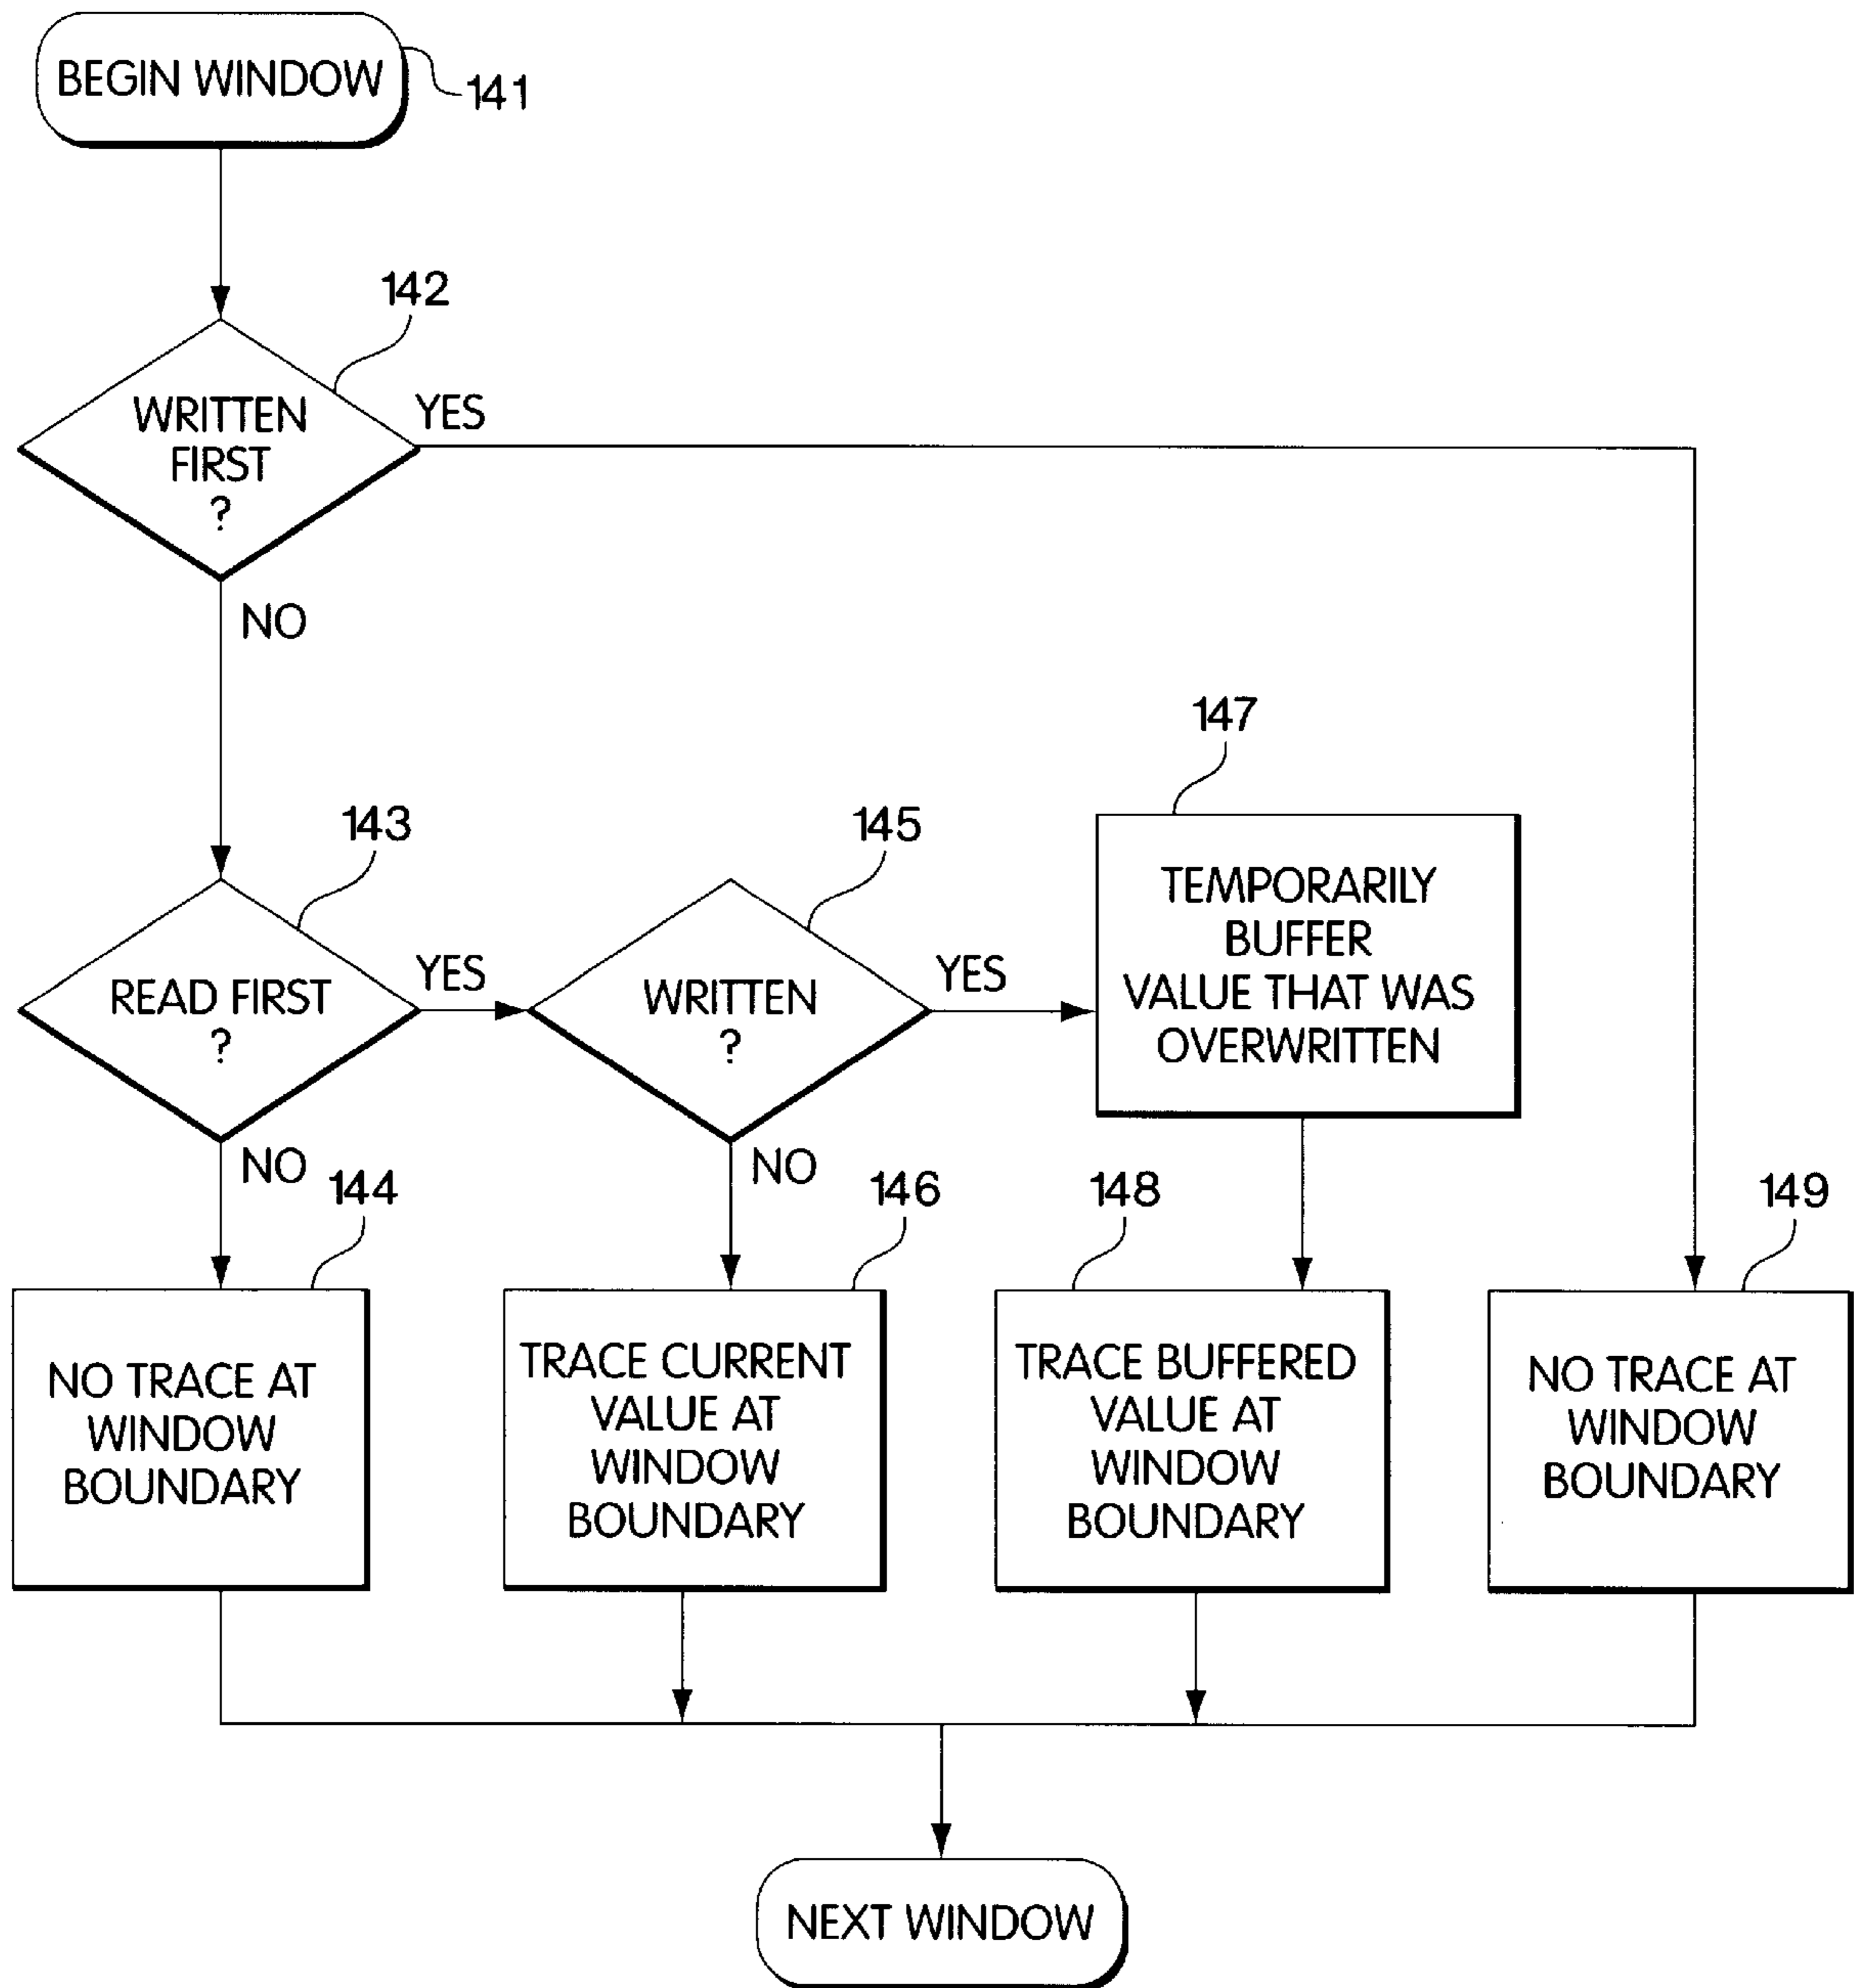 BEGIN WINDOW
141
142
WRITTEN
FIRST
?
YES
NO
147
143
145
TEMPORARILY
BUFFER
VALUE THAT WAS
OVERWRITTEN
READ FIRST
?
YES
WRITTEN
?
YES
NO
NO
144
146
148
149
NO TRACE AT
WINDOW
BOUNDARY
TRACE CURRENT
VALUE AT
WINDOW
BOUNDARY
TRACE BUFFERED
VALUE AT
WINDOW
BOUNDARY
NO TRACE AT
WINDOW
BOUNDARY
NEXT WINDOW